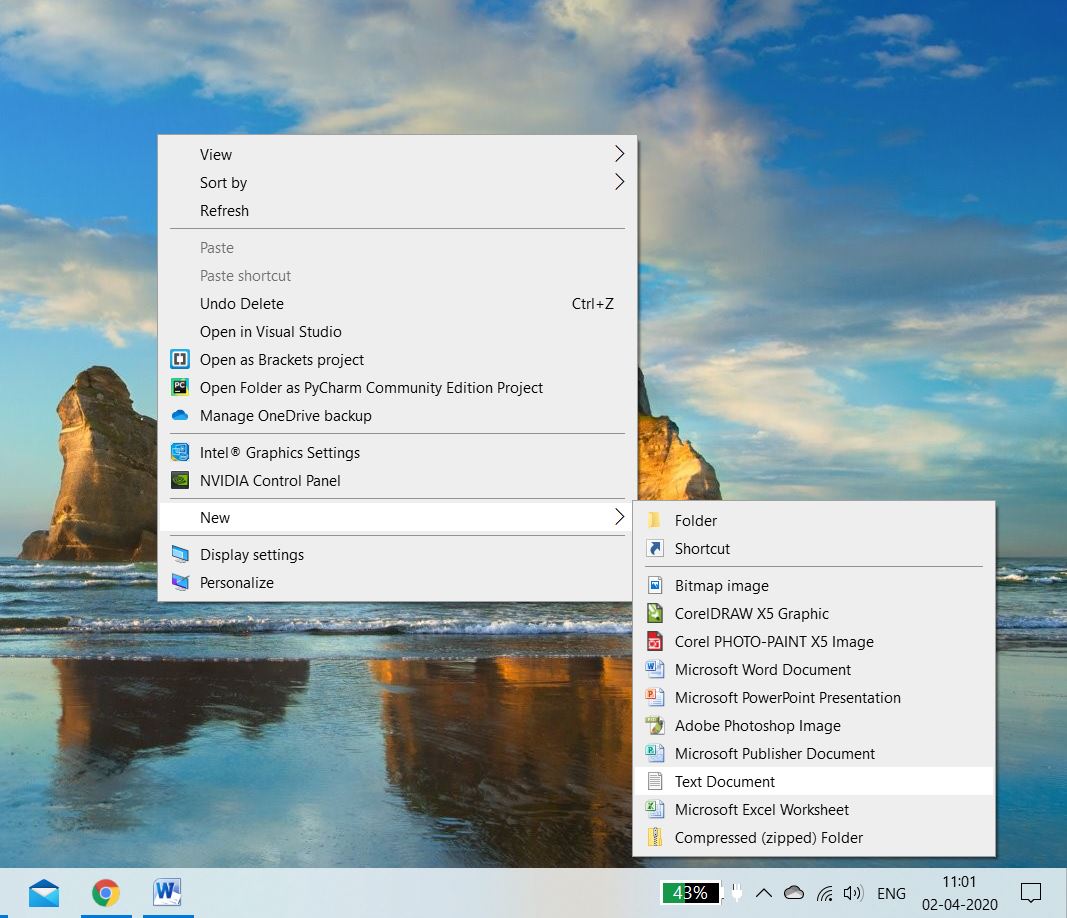 View
Sort by
Refresh
Paste
Paste shortcut
Undo Delete Ctrl+Z
Open in Visual Studio
Open as Brackets project
PC Open Folder as PyCharm Community Edition Project
Manage OneDrive backup
Intel® Graphics Settings
NVIDIA Control Panel
New
Display settings
Personalize
Folder
Shortcut
Bitmap image
CorelDRAW X5 Graphic
Corel PHOTO-PAINT X5 Image
Microsoft Word Document
Microsoft PowerPoint Presentation
Adobe Photoshop Image
Microsoft Publisher Document
Text Document
Microsoft Excel Worksheet
Compressed (zipped) Folder
W 43% ENG 11:01
02-04-2020